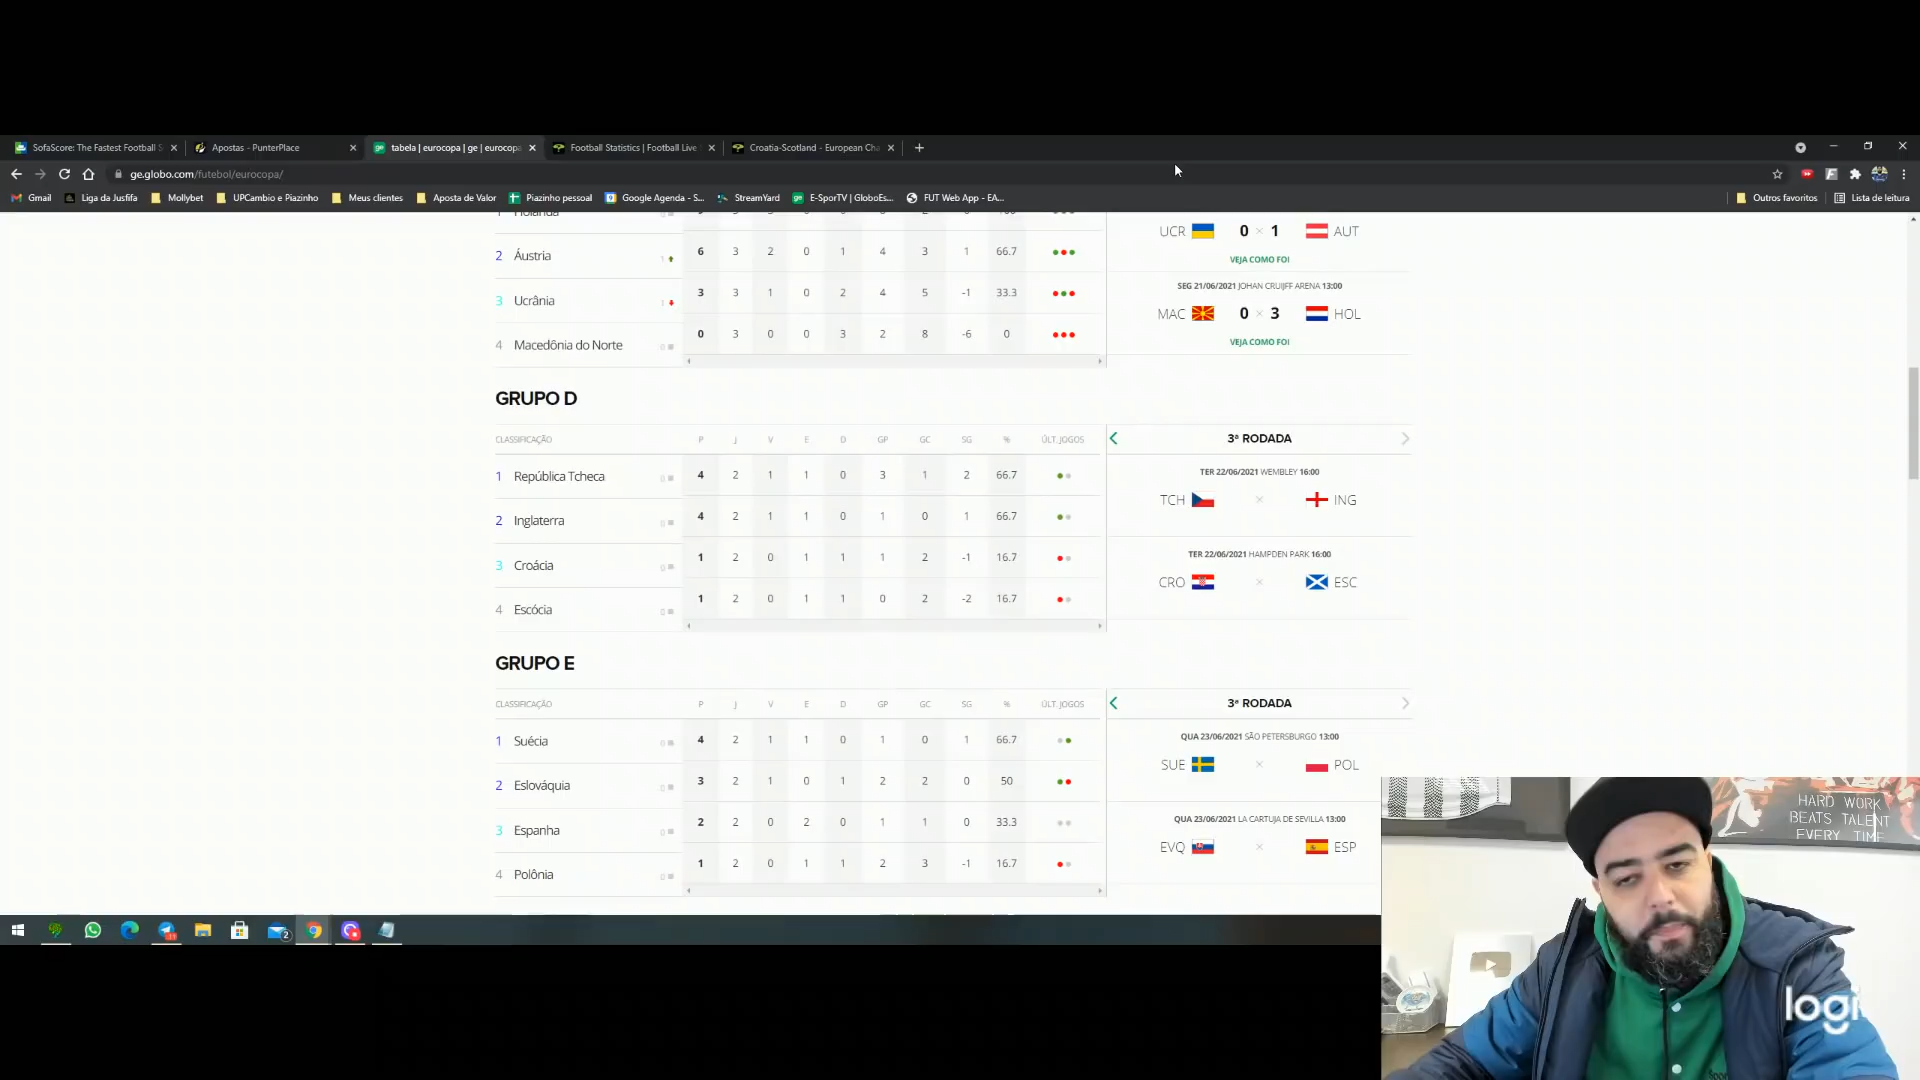 SofaScore: The Fastest Football S
Apostas - PunterPlace
tabela | eurocopa | ge | eurocopa
Football Statistics | Football Live
Croatia-Scotland - European Cha
ge.globo.com/futebol/eurocopa/
Gmail
Liga da Jusfifa
Mollybet
UPCambio e Piazinho
Meus clientes
Aposta de Valor
Piazinho pessoal
Google Agenda - S...
StreamYard
E-SporTV | GloboEs...
FUT Web App - EA...
Outros favoritos
Lista de leitura
Holanda
2 Áustria 1 6 3 2 0 1 4 3 1 66.7
3 Ucrânia 1 3 3 1 0 2 4 5 -1 33.3
4 Macedônia do Norte 0 0 3 0 0 3 2 8 -6 0
UCR 0 × 1 AUT
VEJA COMO FOI
SEG 21/06/2021 JOHAN CRUIJFF ARENA 13:00
MAC 0 × 3 HOL
VEJA COMO FOI
GRUPO D
CLASSIFICAÇÃO P J V E D GP GC SG % ÚLT. JOGOS
1 República Tcheca 0 4 2 1 1 0 3 1 2 66.7
2 Inglaterra 0 4 2 1 1 0 1 0 1 66.7
3 Croácia 0 1 2 0 1 1 1 2 -1 16.7
4 Escócia 0 1 2 0 1 1 0 2 -2 16.7
3ª RODADA
TER 22/06/2021 WEMBLEY 16:00
TCH × ING
TER 22/06/2021 HAMPDEN PARK 16:00
CRO × ESC
GRUPO E
CLASSIFICAÇÃO P J V E D GP GC SG % ÚLT. JOGOS
1 Suécia 0 4 2 1 1 0 1 0 1 66.7
2 Eslováquia 0 3 2 1 0 1 2 2 0 50
3 Espanha 0 2 2 0 2 0 1 1 0 33.3
4 Polônia 0 1 2 0 1 1 2 3 -1 16.7
3ª RODADA
QUA 23/06/2021 SÃO PETERSBURGO 13:00
SUE × POL
QUA 23/06/2021 LA CARTUJA DE SEVILLA 13:00
EVQ × ESP
HARD WORK
BEATS TALENT
EVERY TIME
logi
2